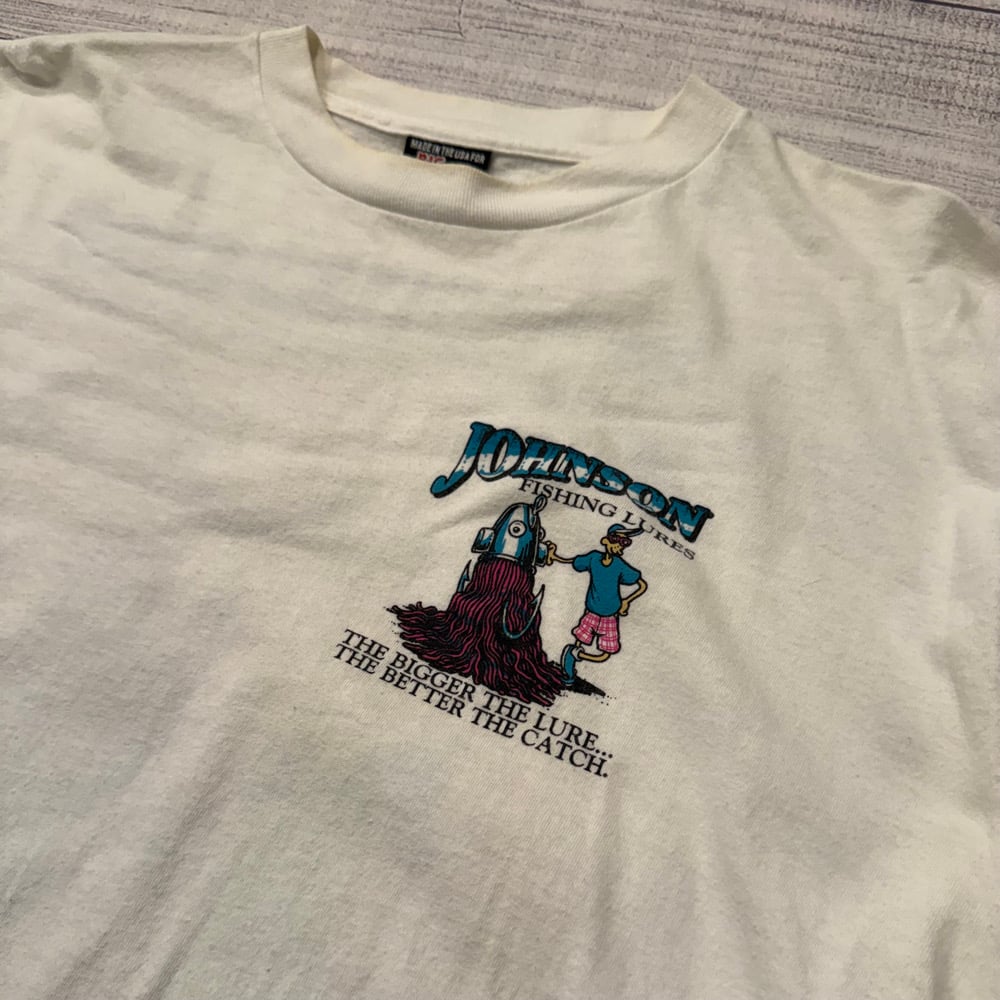 MADE IN THE USA FOR
JOHNSON
FISHING LURES
THE BIGGER THE LURE...
THE BETTER THE CATCH.